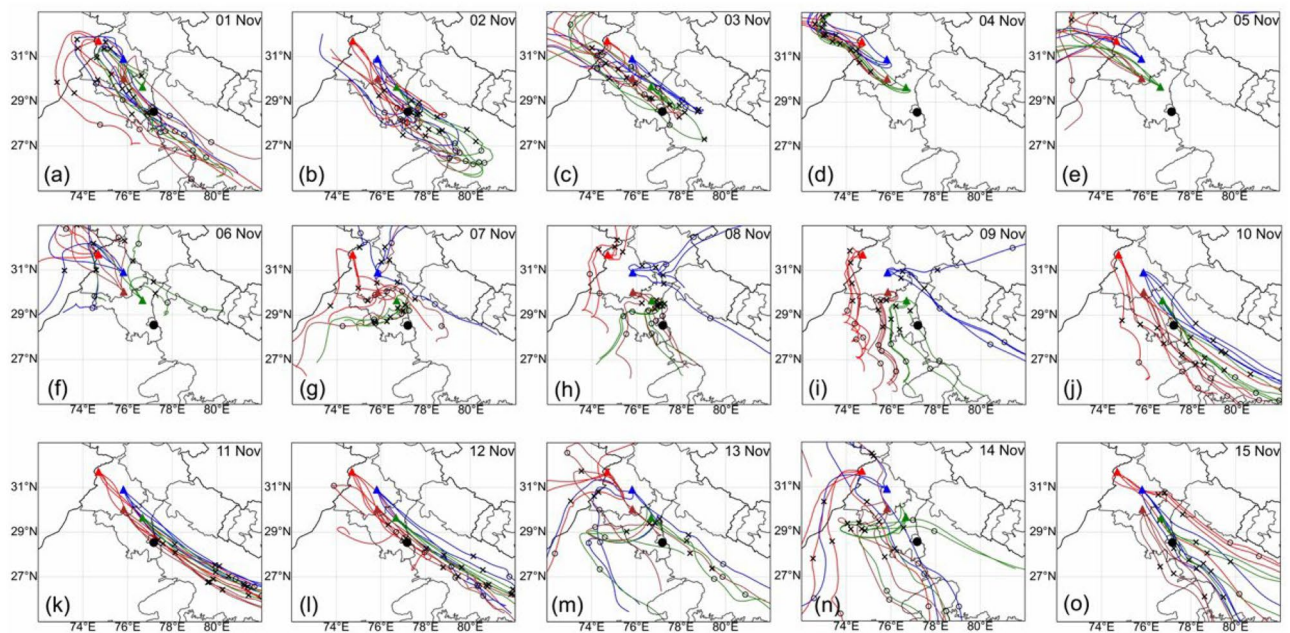 01 Nov 02 Nov 03 Nov 04 Nov 05 Nov
31°N 31°N 31°N 31°N 31°N
29°N 29°N 29°N 29°N 29°N
27°N 27°N 27°N 27°N 27°N
(a) (b) (c) (d) (e)
74°E 76°E 78°E 80°E 74°E 76°E 78°E 80°E 74°E 76°E 78°E 80°E 74°E 76°E 78°E 80°E 74°E 76°E 78°E 80°E
06 Nov 07 Nov 08 Nov 09 Nov 10 Nov
31°N 31°N 31°N 31°N 31°N
29°N 29°N 29°N 29°N 29°N
27°N 27°N 27°N 27°N 27°N
(f) (g) (h) (i) (j)
74°E 76°E 78°E 80°E 74°E 76°E 78°E 80°E 74°E 76°E 78°E 80°E 74°E 76°E 78°E 80°E 74°E 76°E 78°E 80°E
11 Nov 12 Nov 13 Nov 14 Nov 15 Nov
31°N 31°N 31°N 31°N 31°N
29°N 29°N 29°N 29°N 29°N
27°N 27°N 27°N 27°N 27°N
(k) (l) (m) (n) (o)
74°E 76°E 78°E 80°E 74°E 76°E 78°E 80°E 74°E 76°E 78°E 80°E 74°E 76°E 78°E 80°E 74°E 76°E 78°E 80°E